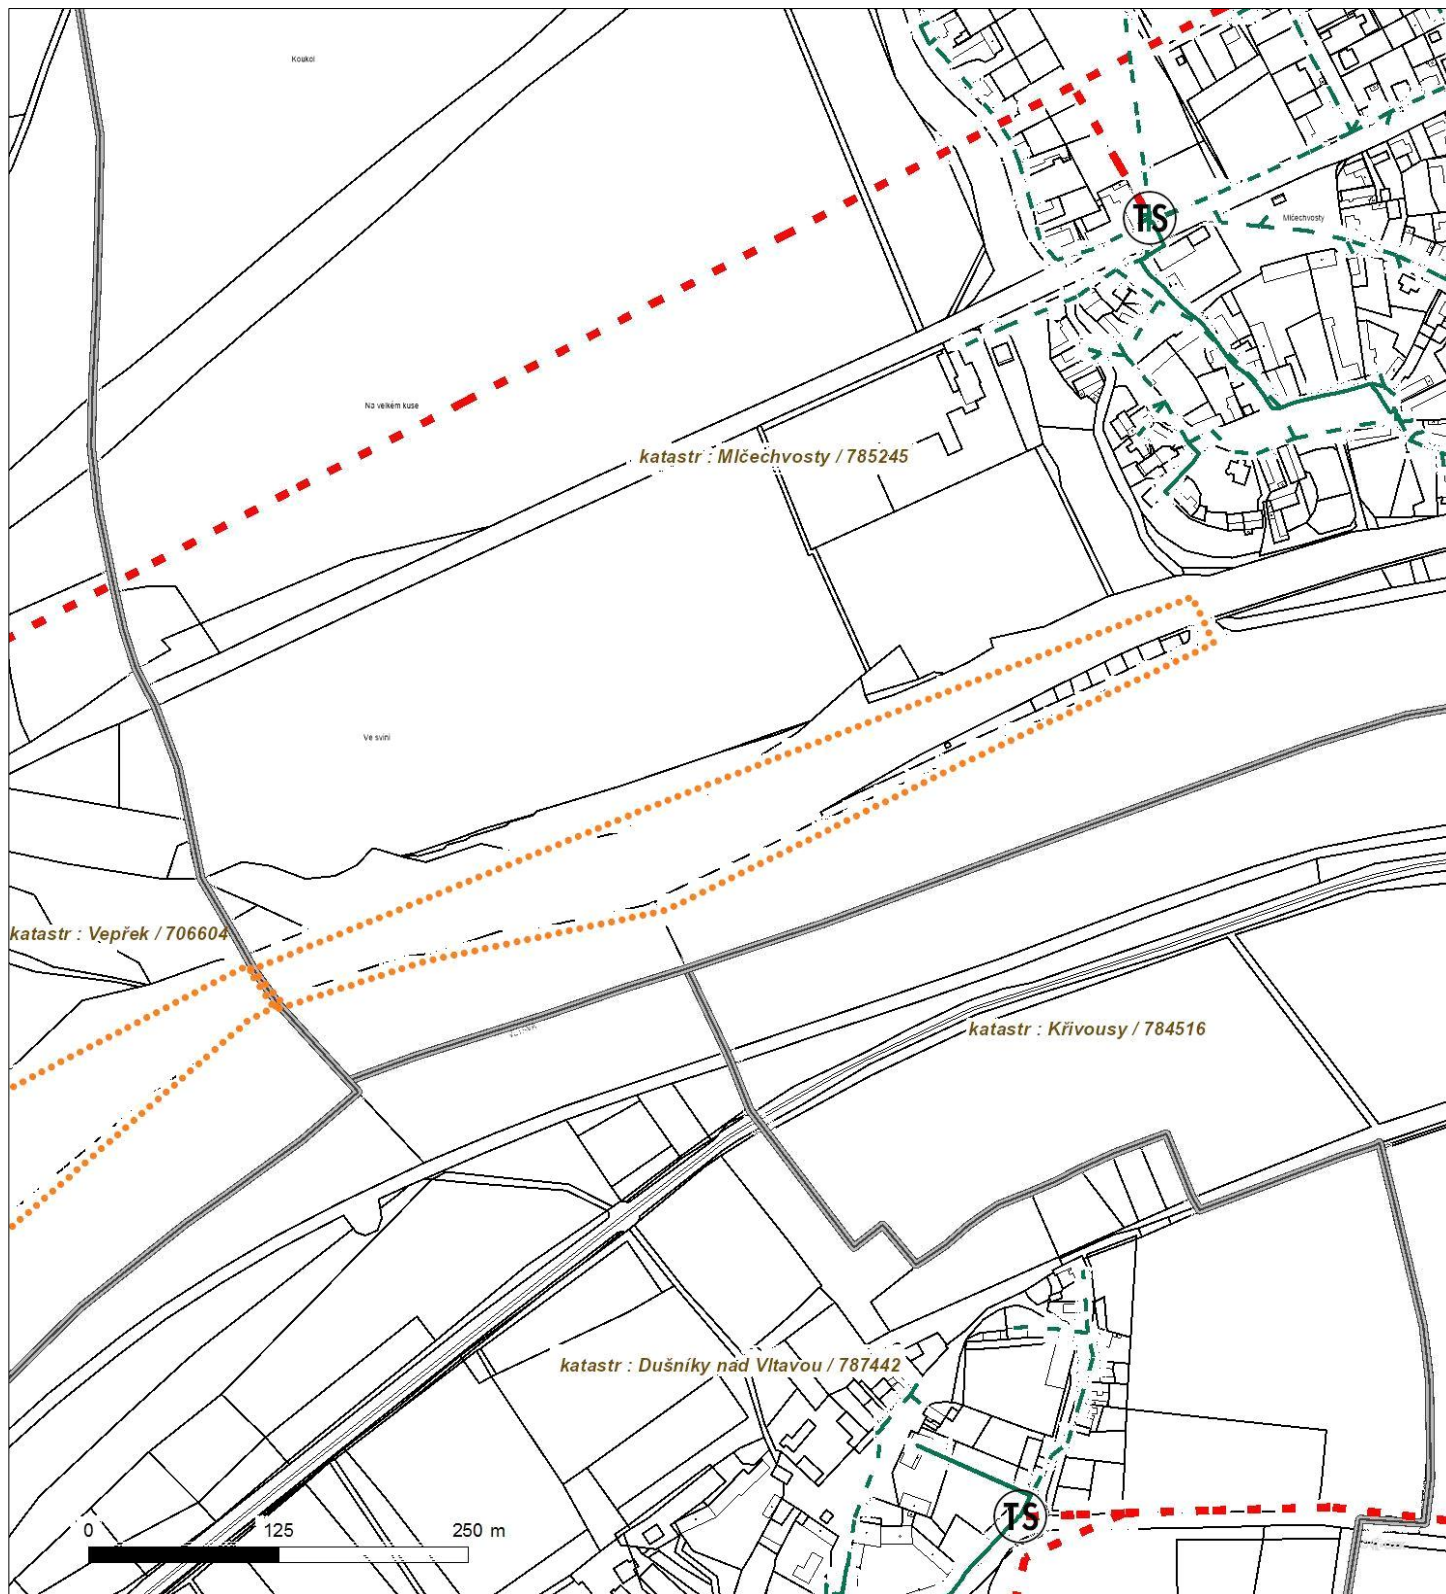 Koukol
TS
Mlčechvosty
Na velkém kuse
katastr : Mlčechvosty / 785245
Ve svini
katastr : Vepřek / 706604
katastr : Křivousy / 784516
katastr : Dušníky nad Vltavou / 787442
TS
0 125 250 m